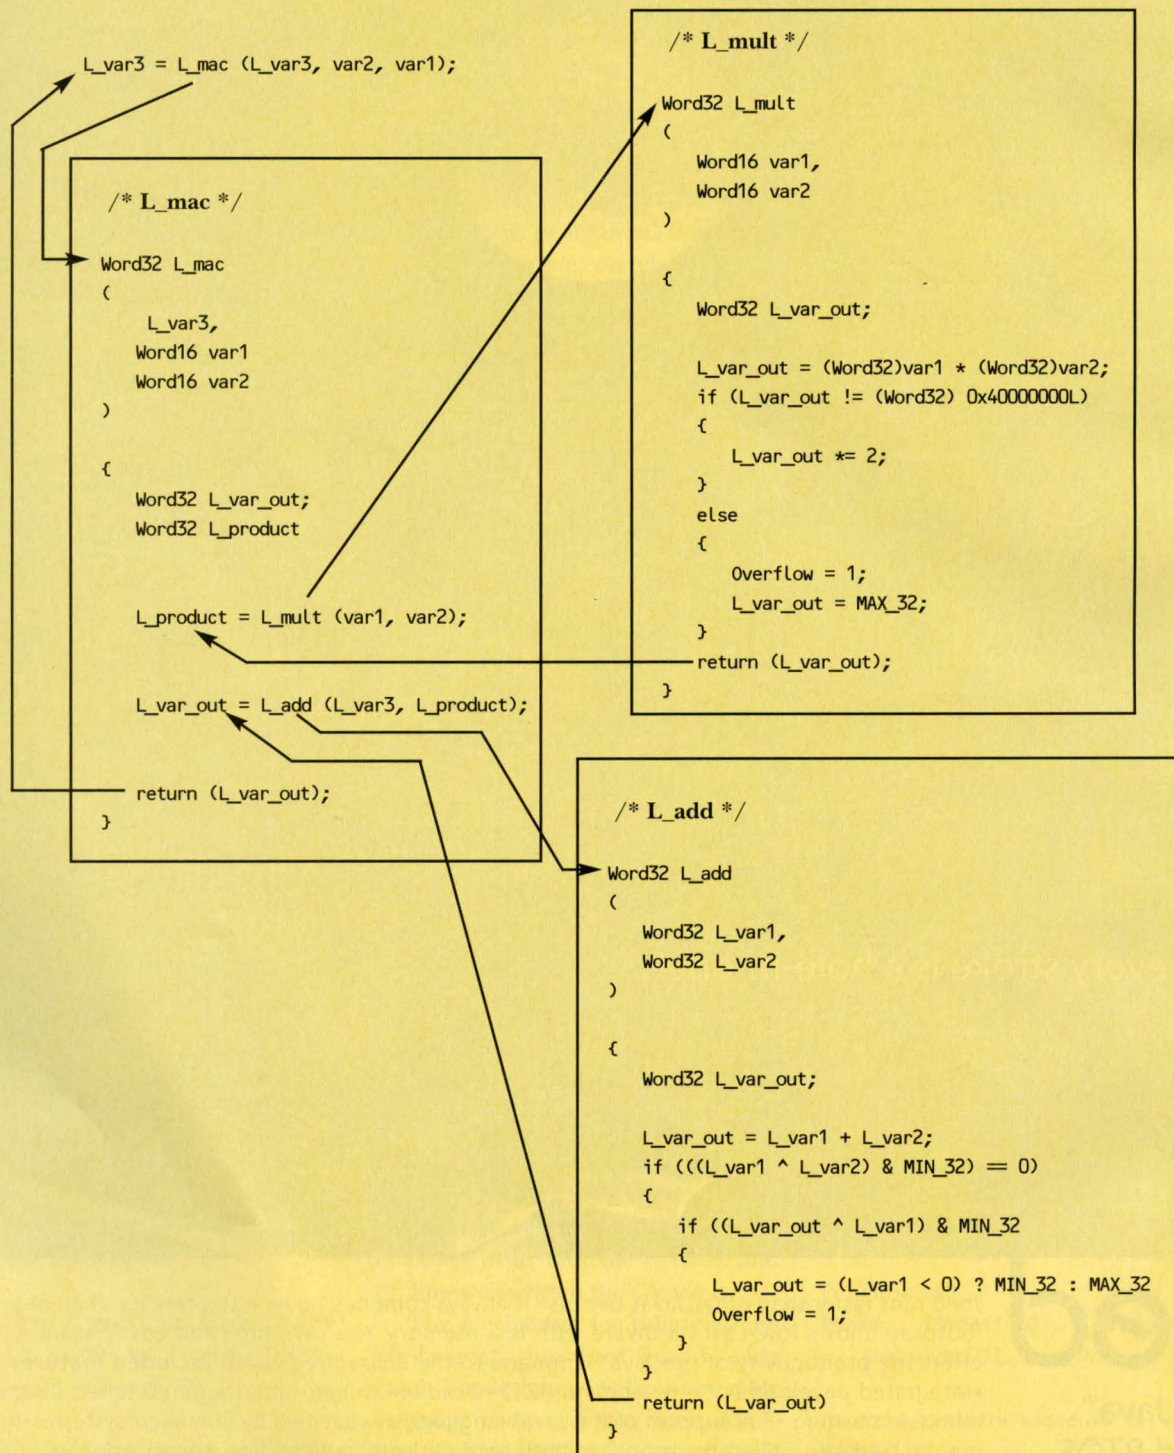 L_var3 = L_mac (L_var3, var2, var1);
/* L_mac */
Word32 L_mac
(
L_var3,
Word16 var1
Word16 var2
)
{
Word32 L_var_out;
Word32 L_product
L_product = L_mult (var1, var2);
L_var_out = L_add (L_var3, L_product);
return (L_var_out);
}
/* L_mult */
Word32 L_mult
(
Word16 var1,
Word16 var2
)
{
Word32 L_var_out;
L_var_out = (Word32)var1 * (Word32)var2;
if (L_var_out != (Word32) 0x40000000L)
{
L_var_out *= 2;
}
else
{
Overflow = 1;
L_var_out = MAX_32;
}
return (L_var_out);
}
/* L_add */
Word32 L_add
(
Word32 L_var1,
Word32 L_var2
)
{
Word32 L_var_out;
L_var_out = L_var1 + L_var2;
if (((L_var1 ^ L_var2) & MIN_32) == 0)
{
if ((L_var_out ^ L_var1) & MIN_32
{
L_var_out = (L_var1 < 0) ? MIN_32 : MAX_32
Overflow = 1;
}
}
return (L_var_out)
}